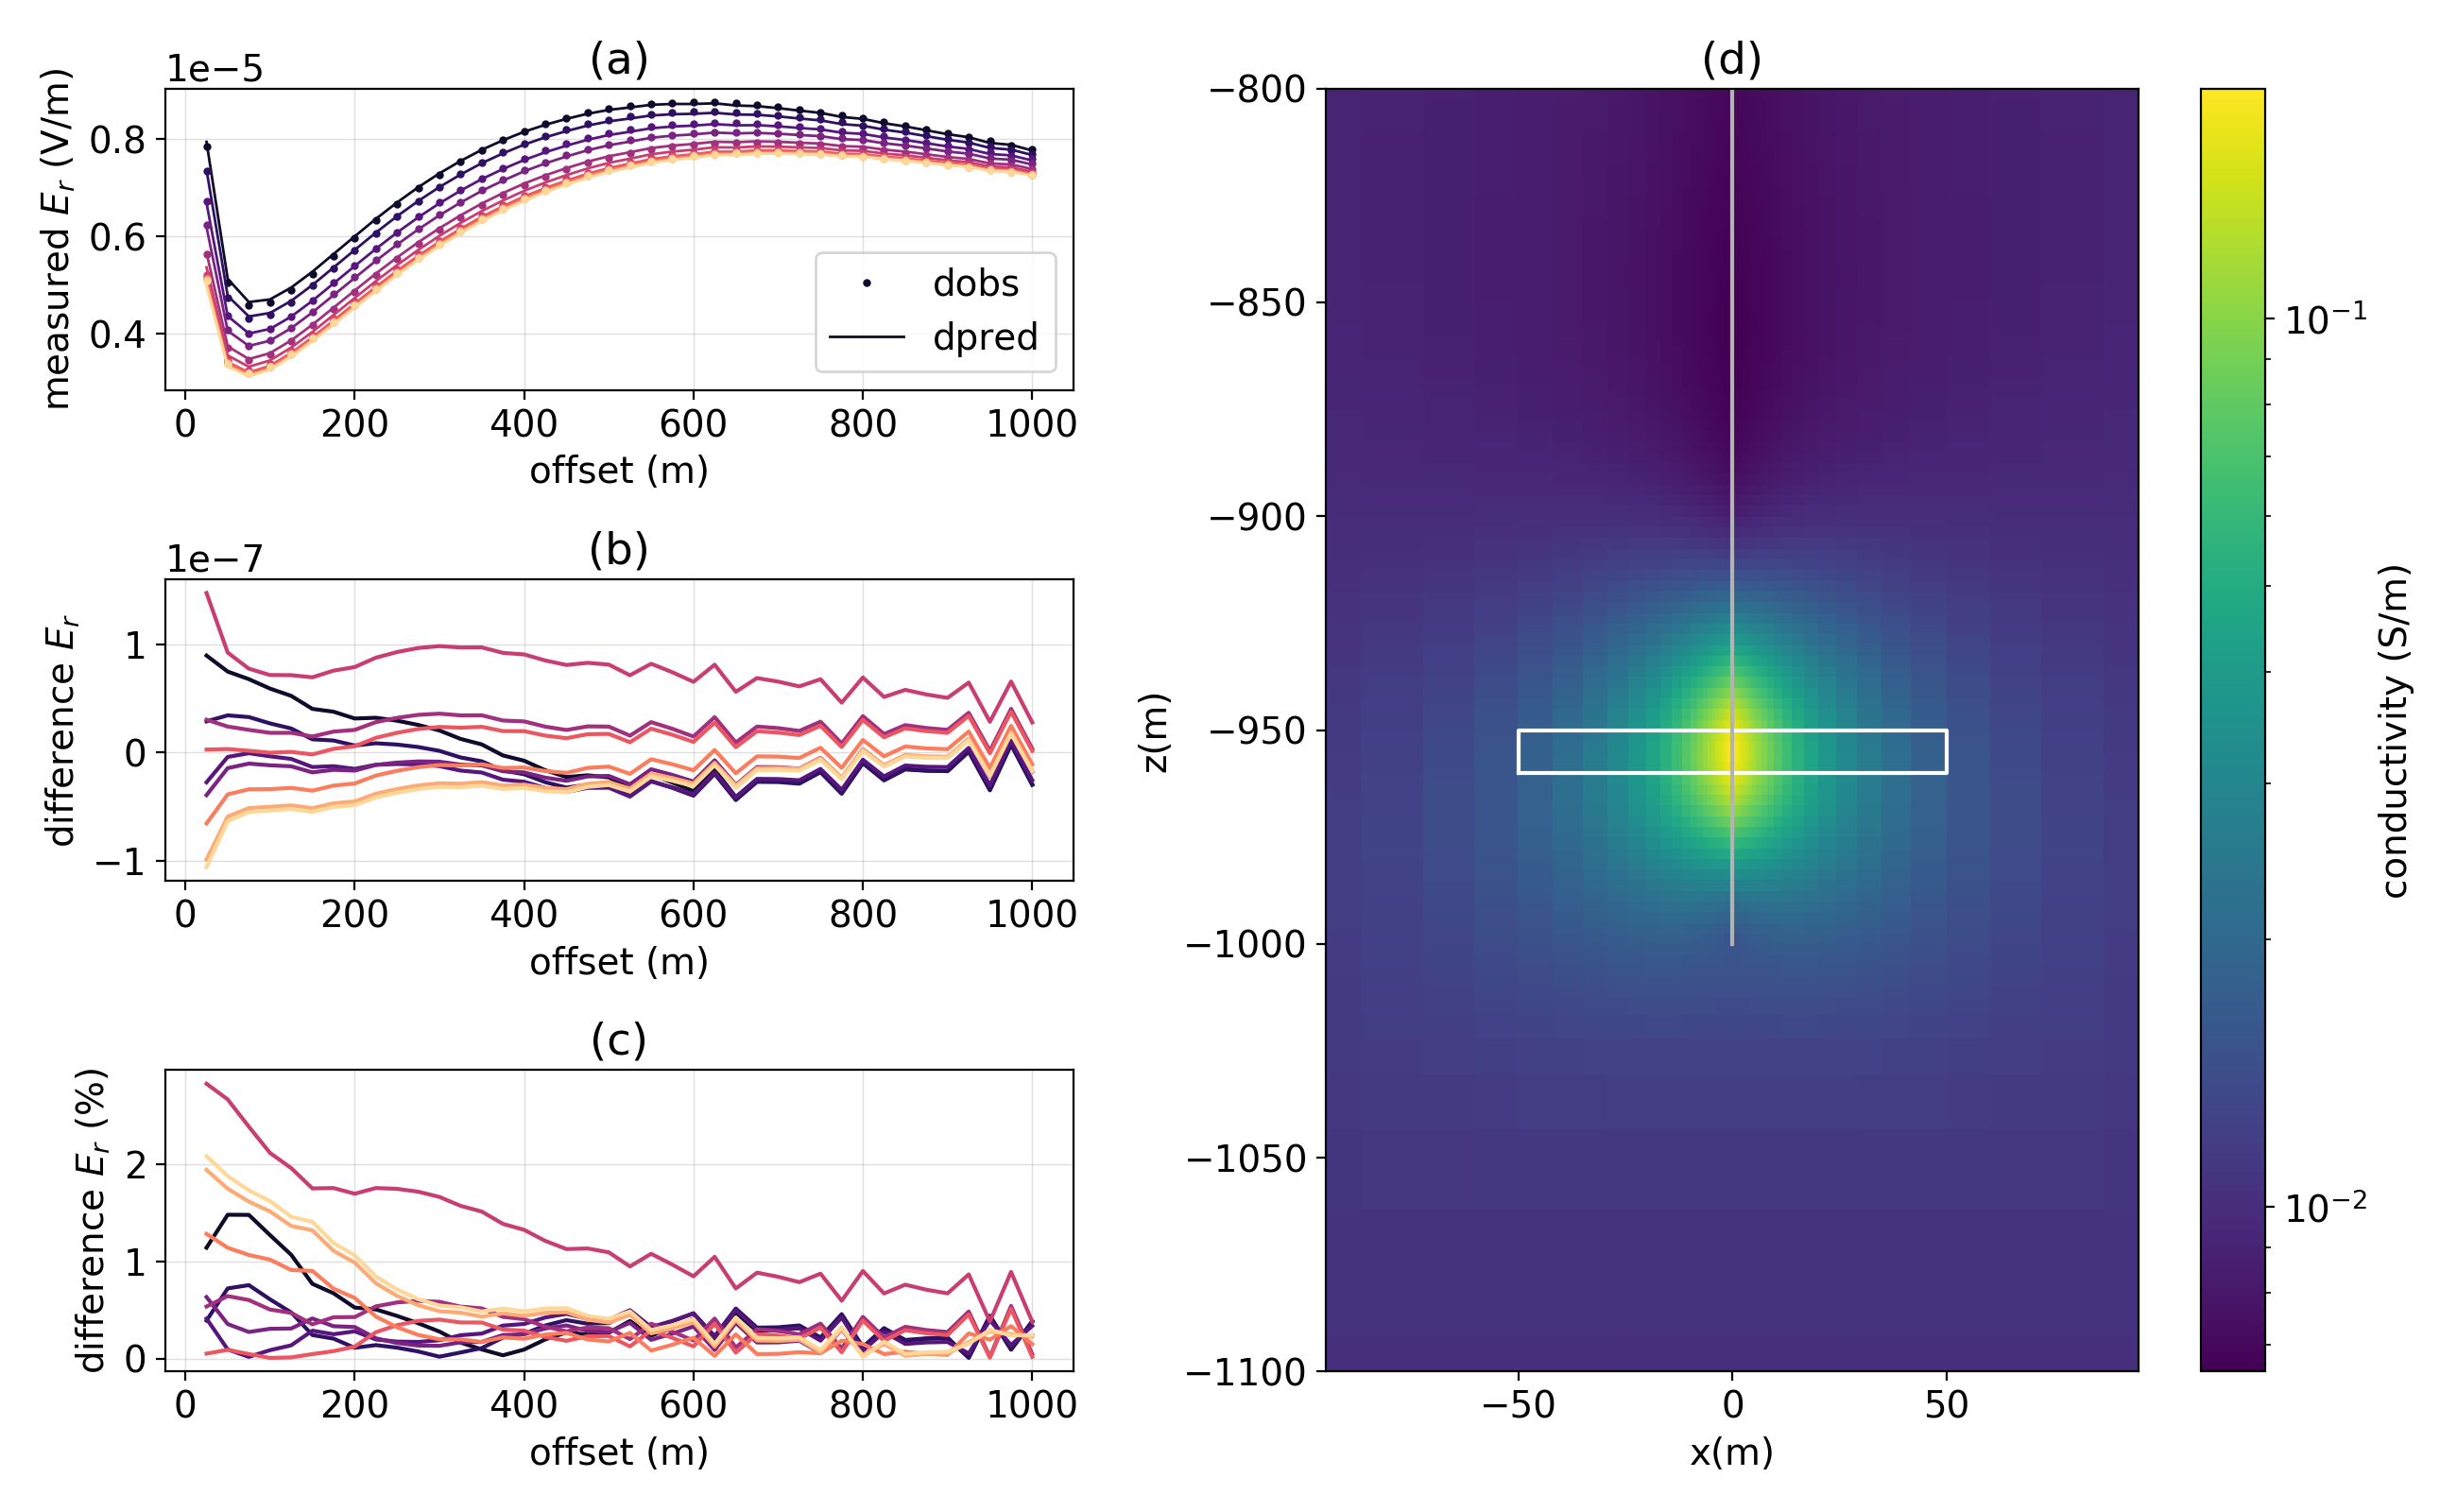 (a)
1e−5
measured E_r (V/m)
0.8
0.6
0.4
dobs
dpred
0 200 400 600 800 1000
offset (m)
(b)
1e−7
difference E_r
1
0
−1
0 200 400 600 800 1000
offset (m)
(c)
difference E_r (%)
2
1
0
0 200 400 600 800 1000
offset (m)
(d)
z(m)
−800
−850
−900
−950
−1000
−1050
−1100
−50 0 50
x(m)
10⁻¹
10⁻²
conductivity (S/m)